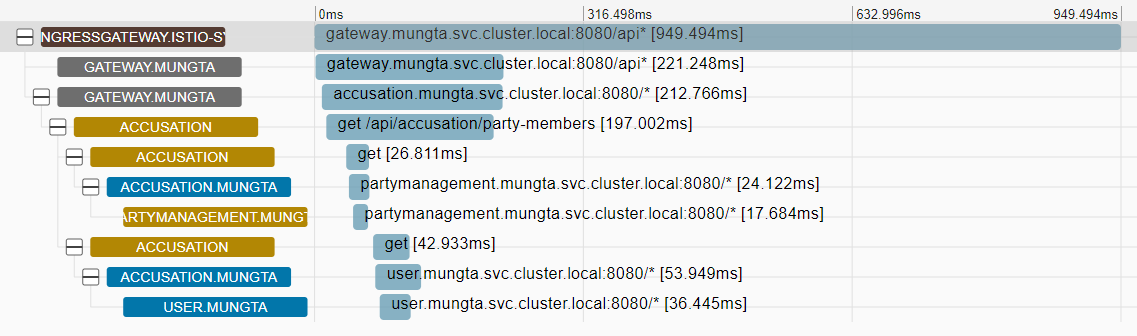 0ms 316.498ms 632.996ms 949.494ms
NGRESSGATEWAY.ISTIO-SY gateway.mungta.svc.cluster.local:8080/api* [949.494ms]
GATEWAY.MUNGTA gateway.mungta.svc.cluster.local:8080/api* [221.248ms]
GATEWAY.MUNGTA accusation.mungta.svc.cluster.local:8080/* [212.766ms]
ACCUSATION get /api/accusation/party-members [197.002ms]
ACCUSATION get [26.811ms]
ACCUSATION.MUNGTA partymanagement.mungta.svc.cluster.local:8080/* [24.122ms]
ARTYMANAGEMENT.MUNGT partymanagement.mungta.svc.cluster.local:8080/* [17.684ms]
ACCUSATION get [42.933ms]
ACCUSATION.MUNGTA user.mungta.svc.cluster.local:8080/* [53.949ms]
USER.MUNGTA user.mungta.svc.cluster.local:8080/* [36.445ms]